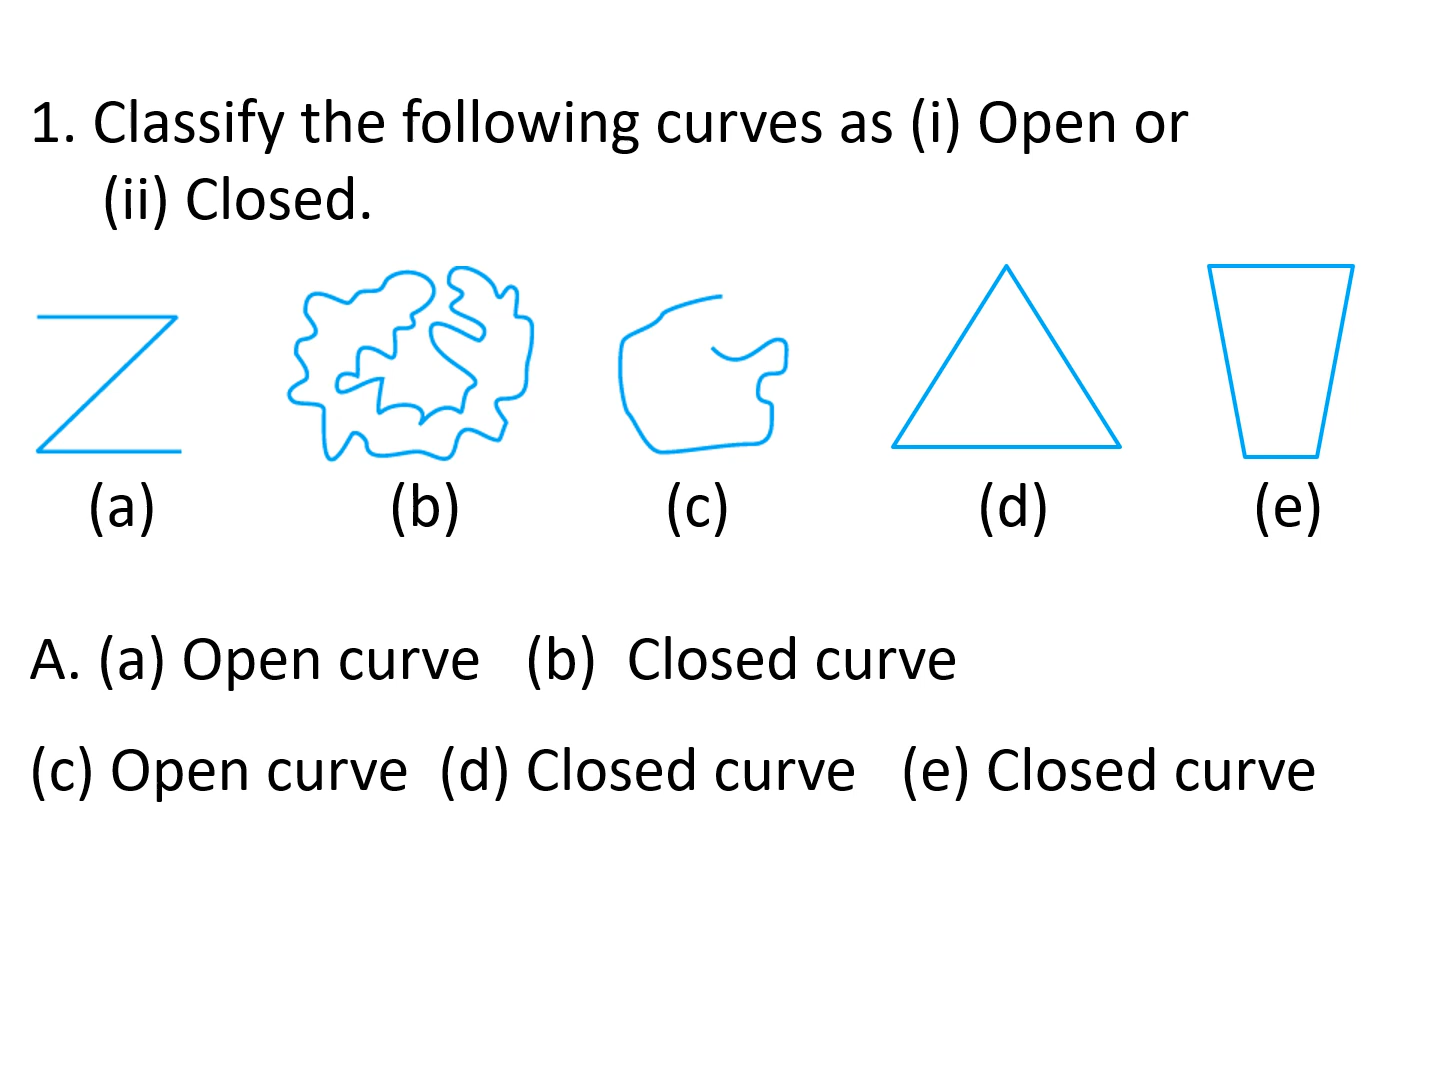 1. Classify the following curves as (i) Open or
(ii) Closed.
(a) (b) (c) (d) (e)
A. (a) Open curve (b) Closed curve
(c) Open curve (d) Closed curve (e) Closed curve